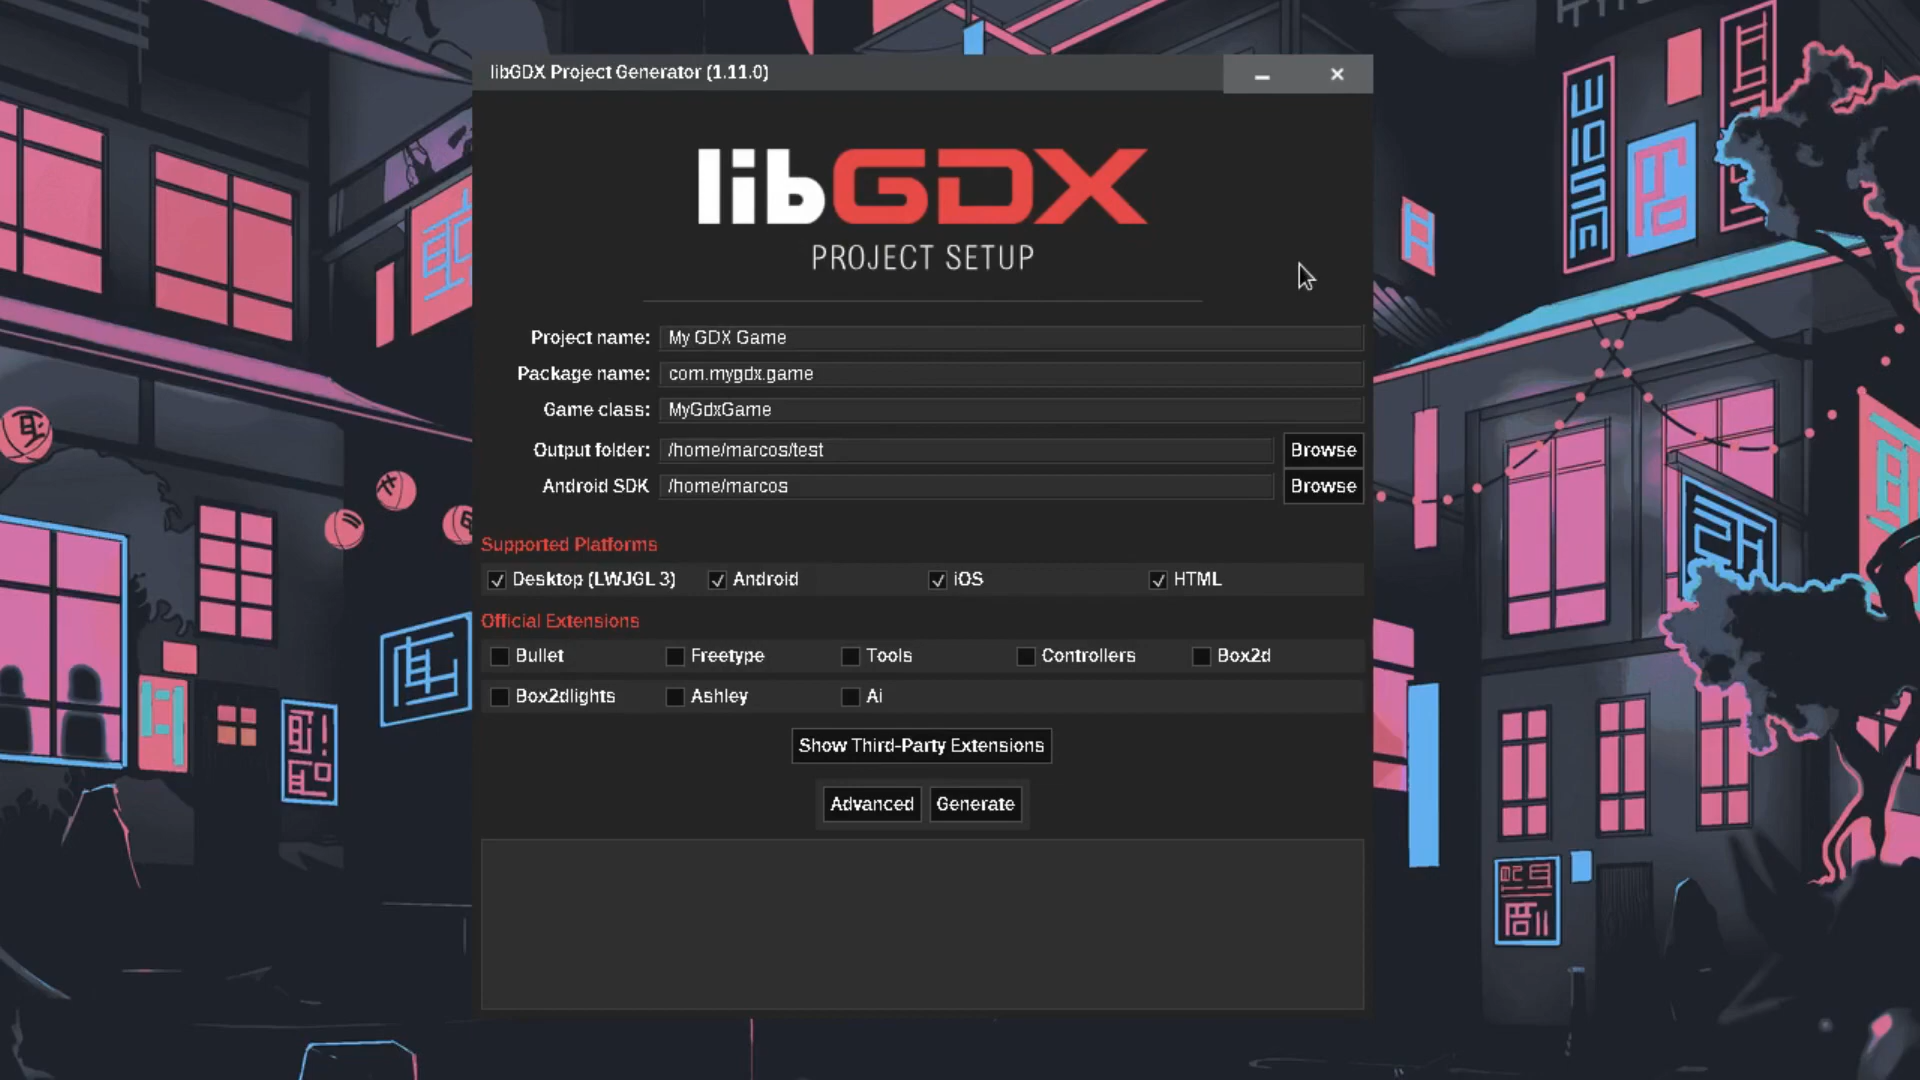 libGDX Project Generator (1.11.0)
libGDX
PROJECT SETUP
Project name: My GDX Game
Package name: com.mygdx.game
Game class: MyGdxGame
Output folder: /home/marcos/test Browse
Android SDK /home/marcos Browse
Supported Platforms
Desktop (LWJGL 3) Android iOS HTML
Official Extensions
Bullet Freetype Tools Controllers Box2d
Box2dlights Ashley Ai
Show Third-Party Extensions
Advanced Generate